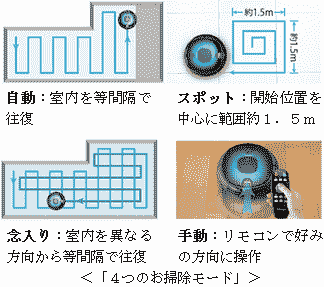 約1.5m
約1.5m
自動：室内を等間隔で
往復
スポット：開始位置を
中心に範囲約１．５ｍ
念入り：室内を異なる
方向から等間隔で往復
手動：リモコンで好み
の方向に操作
＜「４つのお掃除モード」＞